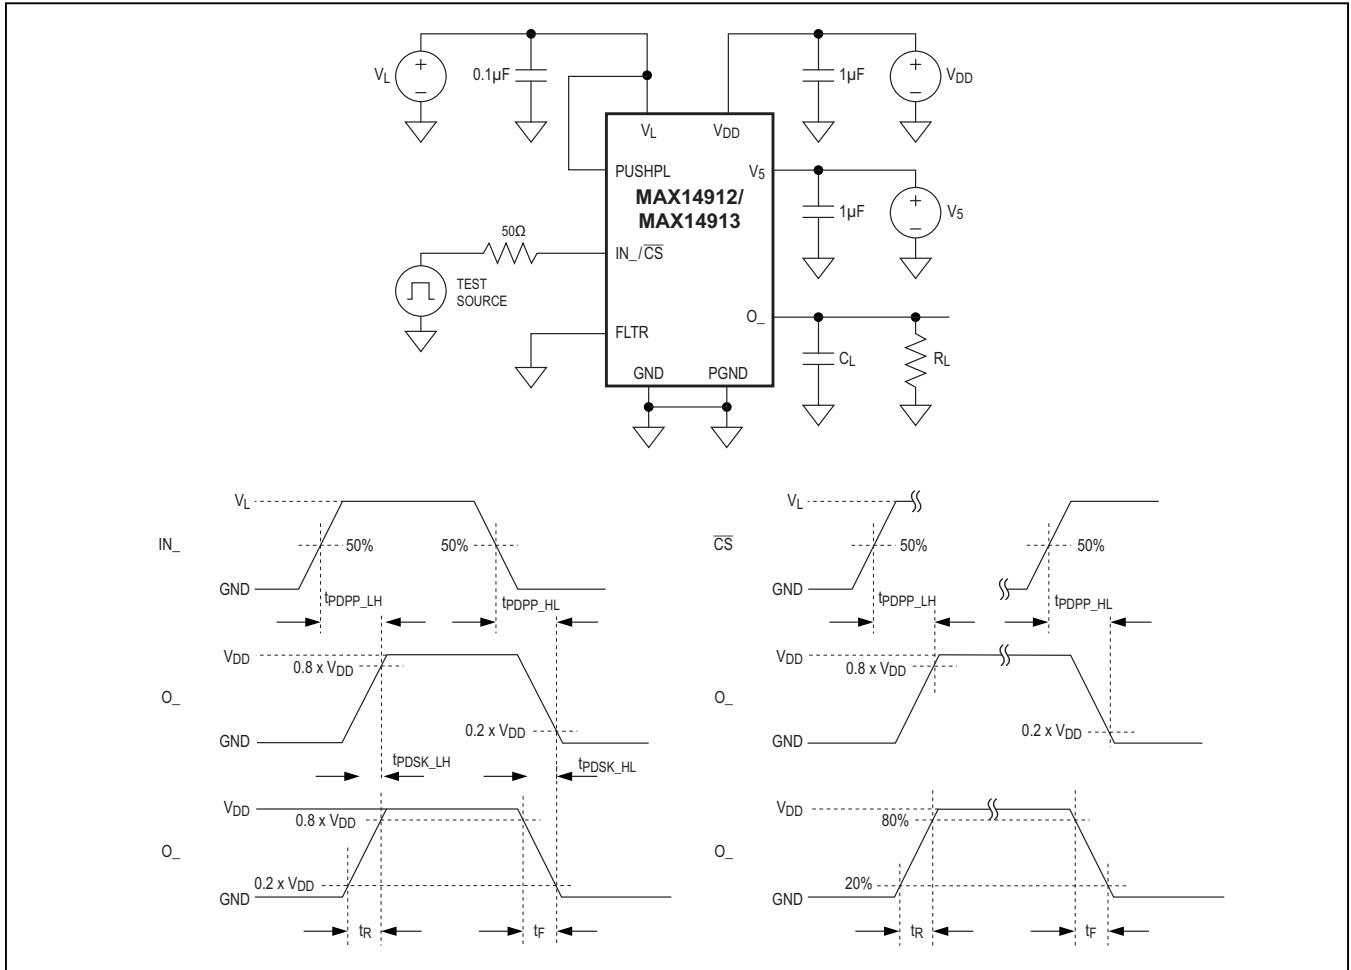 VL
0.1µF
1µF
VDD
VL
VDD
PUSHPL
V5
MAX14912/
MAX14913
1µF
V5
50Ω
IN_/CS
TEST
SOURCE
O_
FLTR
CL
RL
GND
PGND
VL
IN_
50%
50%
GND
tPDPP_LH
tPDPP_HL
VDD
0.8 x VDD
O_
0.2 x VDD
GND
tPDSK_LH
tPDSK_HL
VDD
0.8 x VDD
O_
0.2 x VDD
GND
tR
tF
VL
CS
50%
50%
GND
tPDPP_LH
tPDPP_HL
VDD
0.8 x VDD
O_
0.2 x VDD
GND
VDD
80%
O_
20%
GND
tR
tF